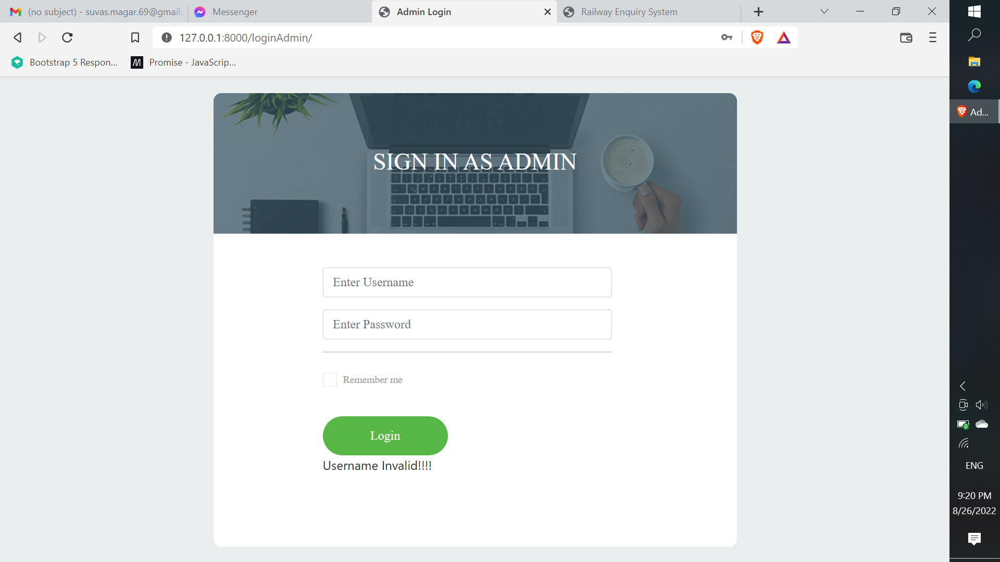 (no subject) - suvas.magar.69@gmail.
Messenger
Admin Login
Railway Enquiry System
127.0.0.1:8000/loginAdmin/
Bootstrap 5 Respon...
Promise - JavaScrip...
Ad...
SIGN IN AS ADMIN
Enter Username
Enter Password
Remember me
Login
Username Invalid!!!!
ENG
9:20 PM
8/26/2022